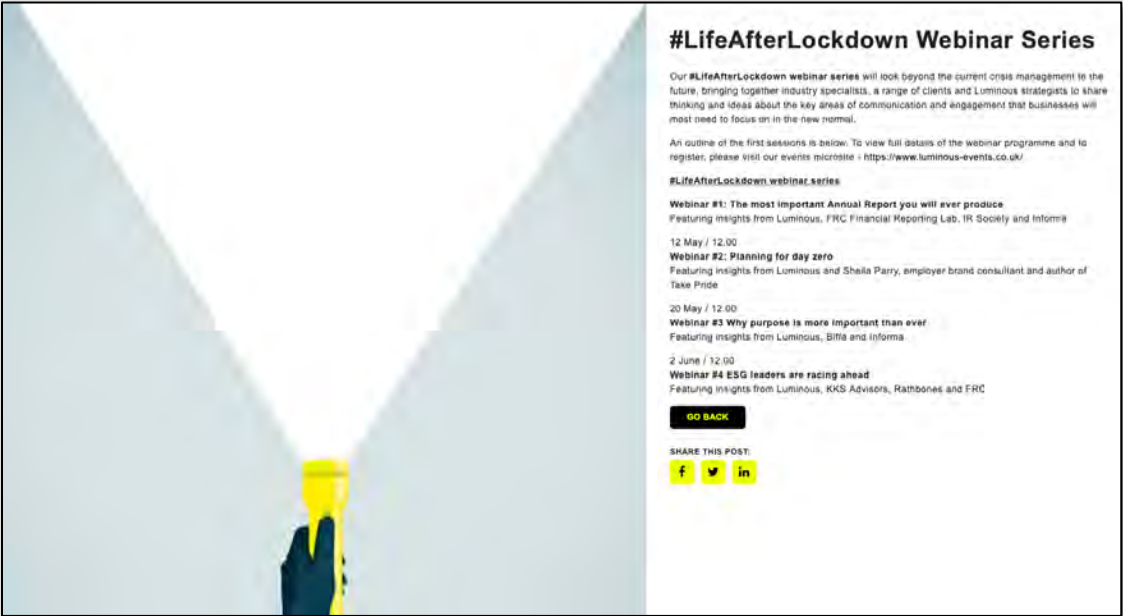 #LifeAfterLockdown Webinar Series
Our #LifeAfterLockdown webinar series will look beyond the current crisis management to the
future, bringing together industry specialists, a range of clients and Luminous strategists to share
thinking and ideas about the key areas of communication and engagement that businesses will
most need to focus on in the new normal.
An outline of the first sessions is below. To view full details of the webinar programme and to
register, please visit our events microsite - https://www.luminous-events.co.uk/
#LifeAfterLockdown webinar series
Webinar #1: The most important Annual Report you will ever produce
Featuring insights from Luminous, FRC Financial Reporting Lab, IR Society and Informa
12 May / 12.00
Webinar #2: Planning for day zero
Featuring insights from Luminous and Sheila Parry, employer brand consultant and author of
Take Pride
20 May / 12.00
Webinar #3 Why purpose is more important than ever
Featuring insights from Luminous, Biffa and Informa
2 June / 12.00
Webinar #4 ESG leaders are racing ahead
Featuring insights from Luminous, KKS Advisors, Rathbones and FRC
GO BACK
SHARE THIS POST:
f
in